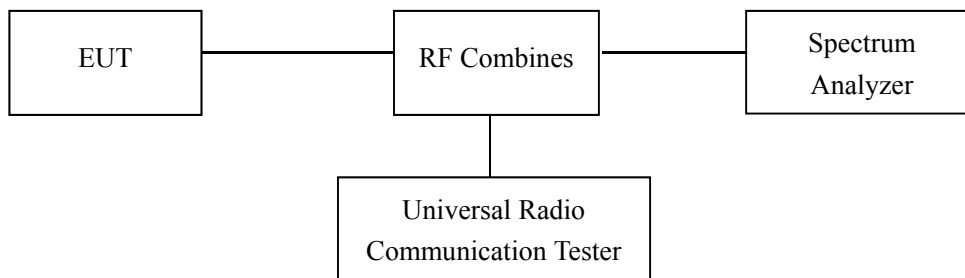 EUT
RF Combines
Spectrum
Analyzer
Universal Radio
Communication Tester